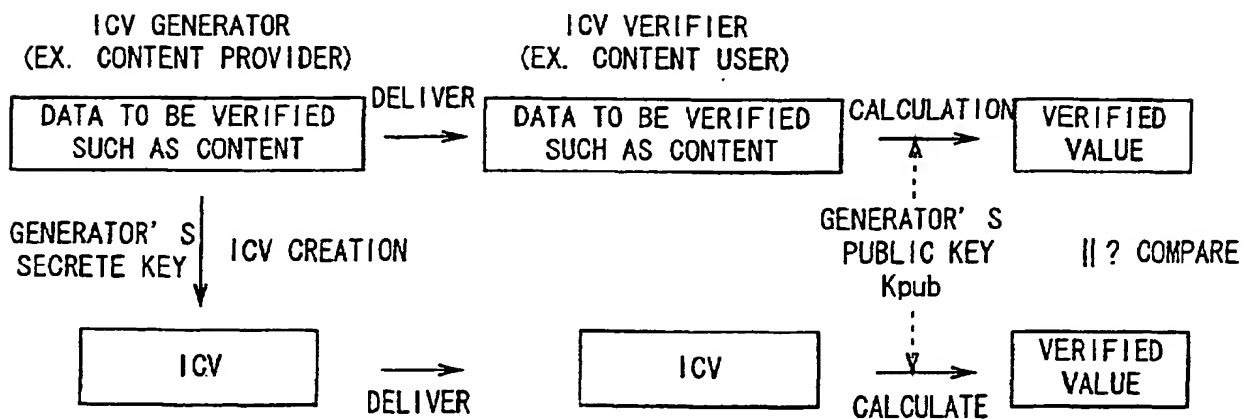 ICV GENERATOR
(EX. CONTENT PROVIDER)
ICV VERIFIER
(EX. CONTENT USER)
DATA TO BE VERIFIED
SUCH AS CONTENT
DELIVER
DATA TO BE VERIFIED
SUCH AS CONTENT
CALCULATION
VERIFIED
VALUE
GENERATOR' S
SECRETE KEY
ICV CREATION
GENERATOR' S
PUBLIC KEY
Kpub
|| ? COMPARE
ICV
DELIVER
ICV
CALCULATE
VERIFIED
VALUE